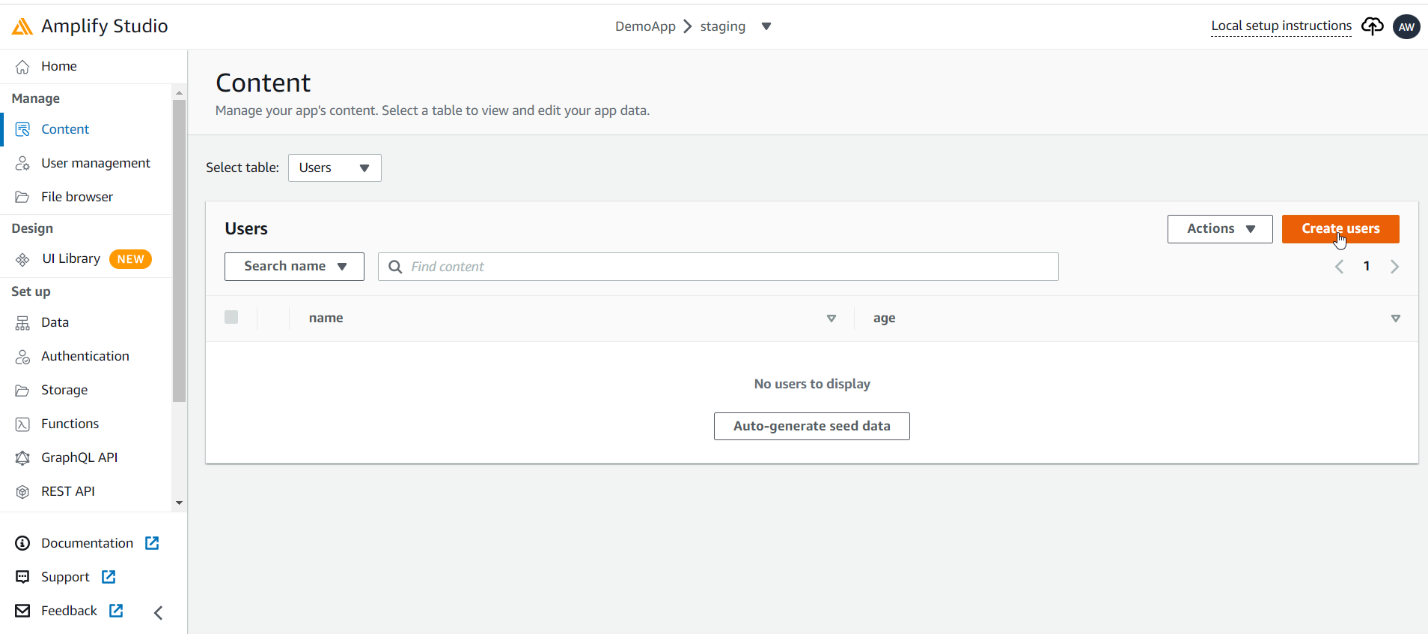 Amplify Studio
DemoApp staging
Local setup instructions
AW
Home
Manage
Content
User management
File browser
Design
UI Library NEW
Set up
Data
Authentication
Storage
Functions
GraphQL API
REST API
Documentation
Support
Feedback
Content
Manage your app's content. Select a table to view and edit your app data.
Select table: Users
Users
Actions
Create users
Search name
Find content
1
name age
No users to display
Auto-generate seed data